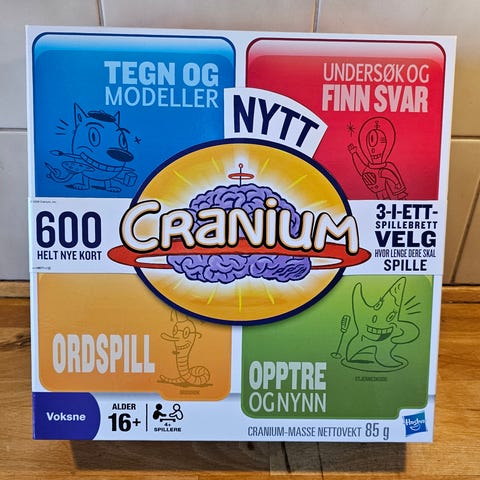 TEGN OG
MODELLER
UNDERSØK OG
FINN SVAR
NYTT
CRANIUM
600
HELT NYE KORT
3-I-ETT-
SPILLEBRETT
VELG
HVOR LENGE DERE SKAL
SPILLE
ORDSPILL
OPPTRE
OG NYNN
Voksne
ALDER
16+
4+
SPILLERE
CRANIUM-MASSE NETTOVEKT 85 g
Hasbro